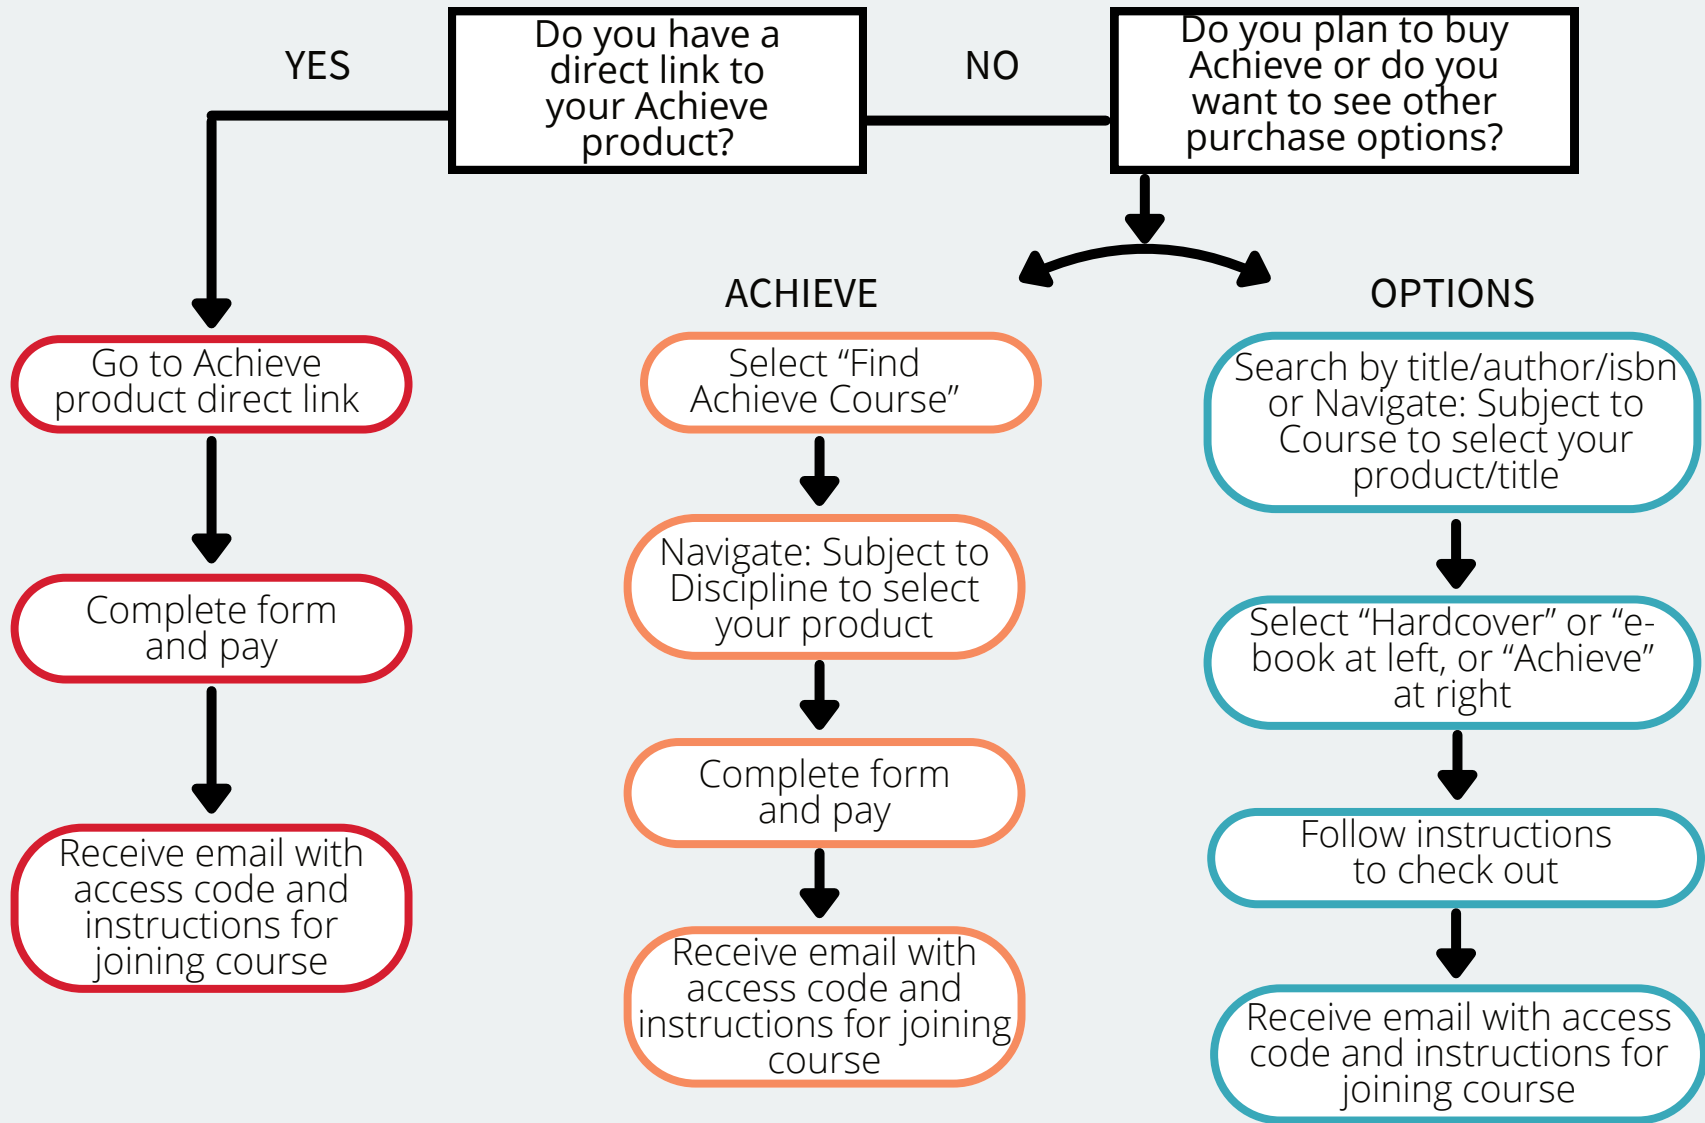 YES
Do you have a
direct link to
your Achieve
product?
NO
Do you plan to buy
Achieve or do you
want to see other
purchase options?
Go to Achieve
product direct link
Complete form
and pay
Receive email with
access code and
instructions for
joining course
ACHIEVE
Select “Find
Achieve Course”
Navigate: Subject to
Discipline to select
your product
Complete form
and pay
Receive email with
access code and
instructions for joining
course
OPTIONS
Search by title/author/isbn
or Navigate: Subject to
Course to select your
product/title
Select “Hardcover” or “e-
book at left, or “Achieve”
at right
Follow instructions
to check out
Receive email with access
code and instructions for
joining course